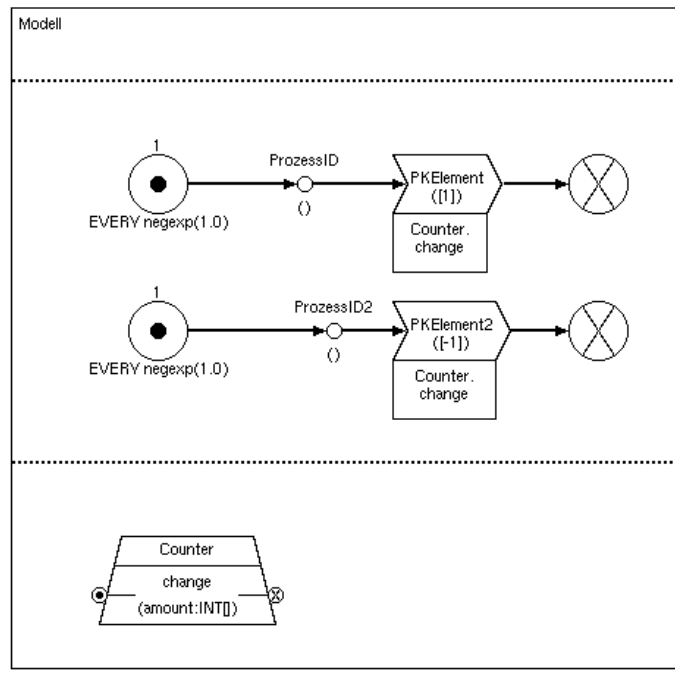 Modell
1
ProzessID
PKElement
([1])
()
EVERY negexp(1.0)
Counter.
change
1
ProzessID2
PKElement2
([-1])
()
EVERY negexp(1.0)
Counter.
change
Counter
change
(amount:INT[])